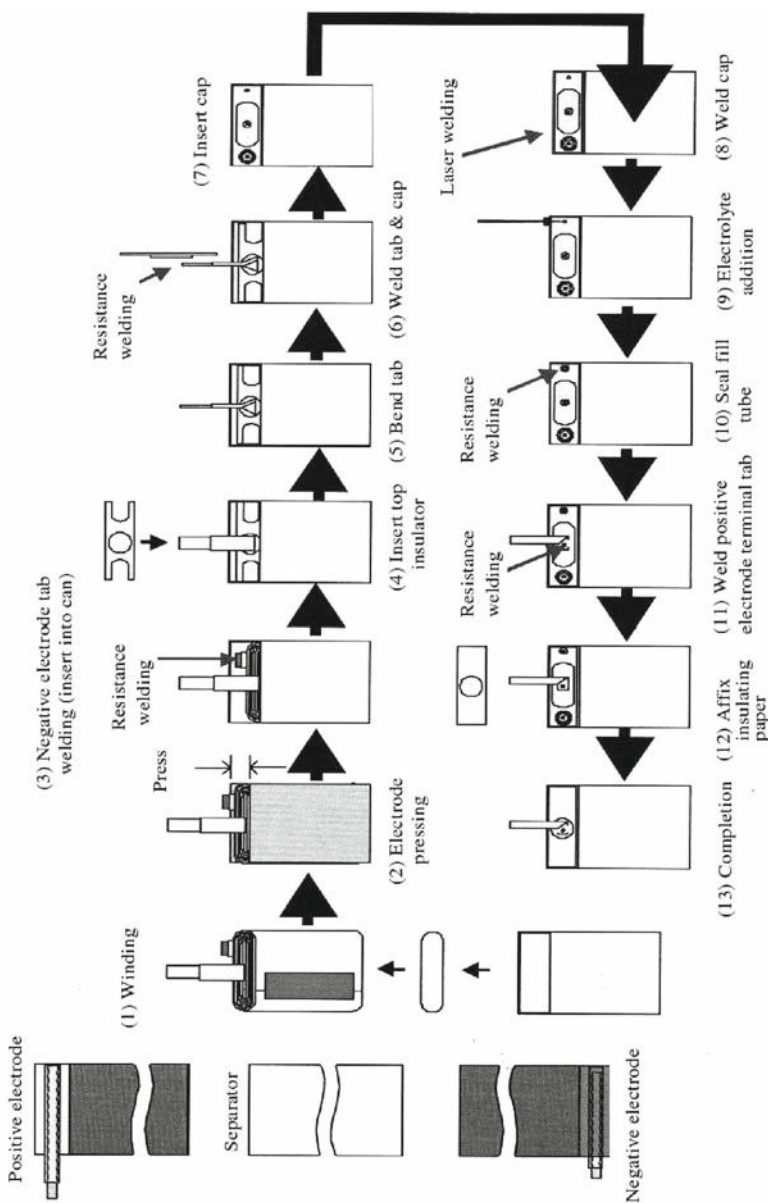 Positive electrode
Separator
Negative electrode
(1) Winding
(2) Electrode
pressing
Press
(3) Negative electrode tab
welding (insert into can)
Resistance
welding
(4) Insert top
insulator
(5) Bend tab
Resistance
welding
(6) Weld tab & cap
(7) Insert cap
Laser welding
(8) Weld cap
(9) Electrolyte
addition
Resistance
welding
(10) Seal fill
tube
Resistance
welding
(11) Weld positive
electrode terminal tab
(12) Affix
insulating
paper
(13) Completion